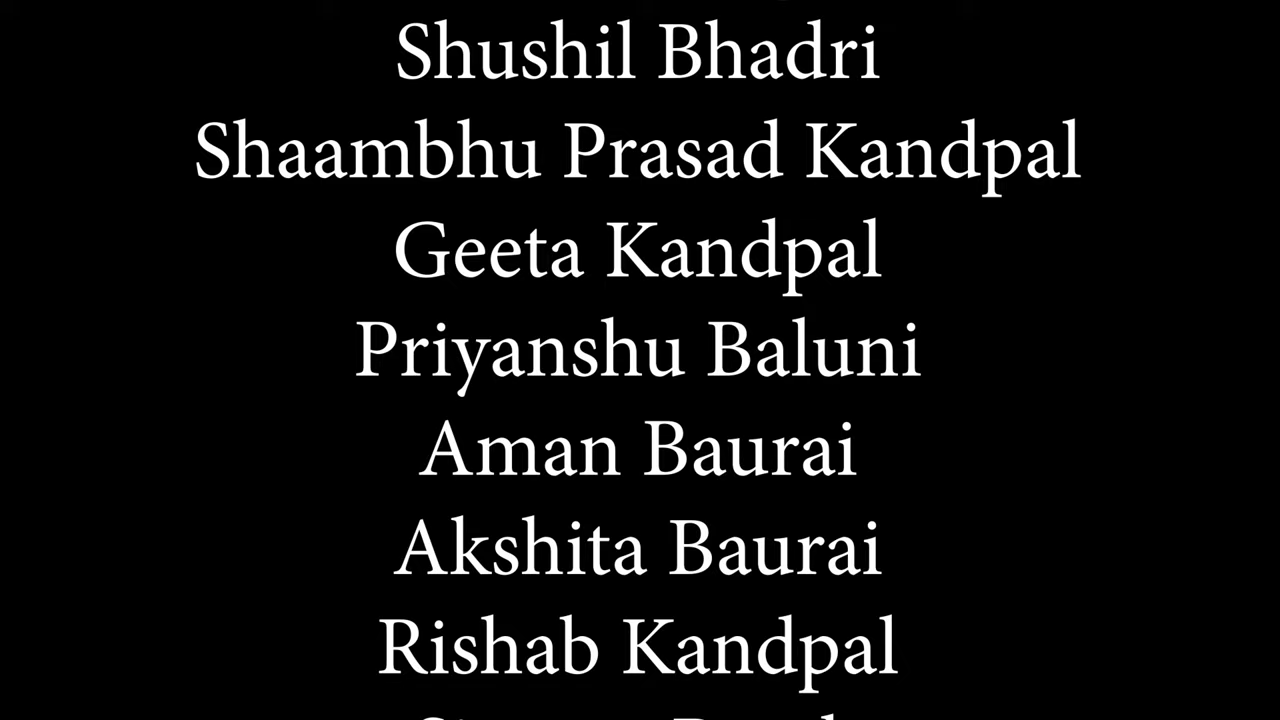 Shushil Bhadri
Shaambhu Prasad Kandpal
Geeta Kandpal
Priyanshu Baluni
Aman Baurai
Akshita Baurai
Rishab Kandpal